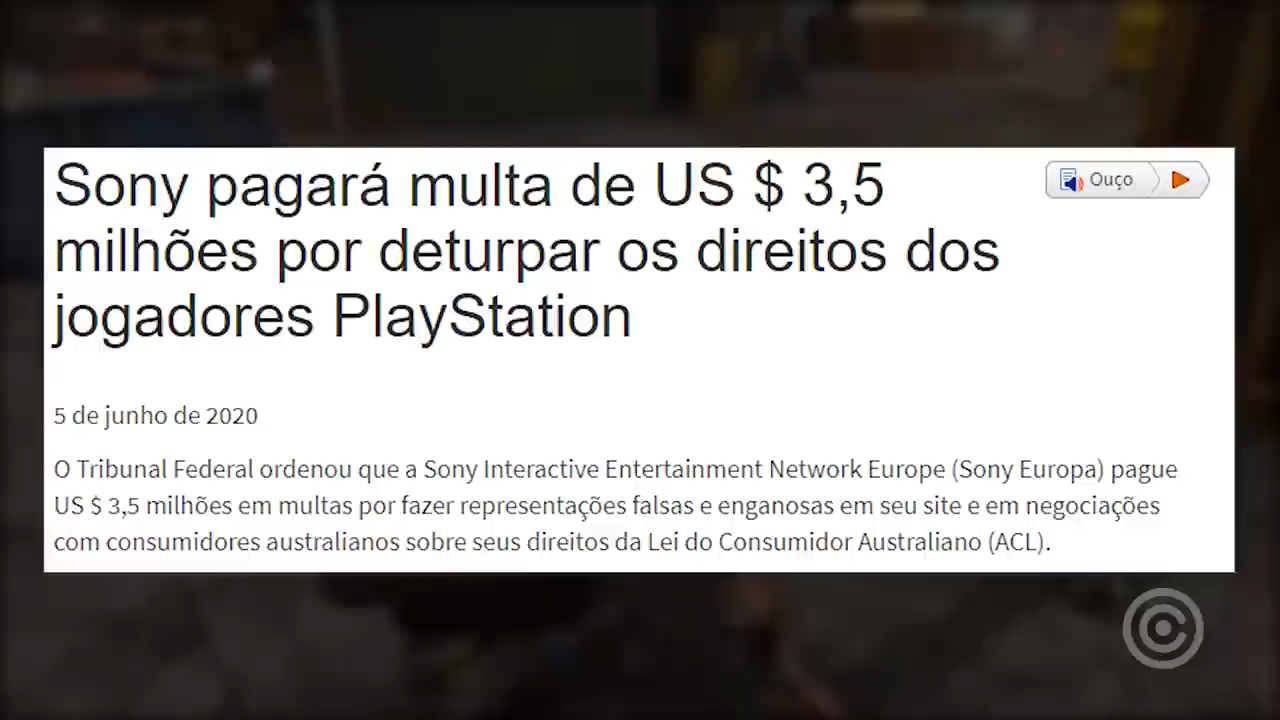 Sony pagará multa de US $ 3,5
milhões por deturpar os direitos dos
jogadores PlayStation
Ouço
5 de junho de 2020
O Tribunal Federal ordenou que a Sony Interactive Entertainment Network Europe (Sony Europa) pague
US $ 3,5 milhões em multas por fazer representações falsas e enganosas em seu site e em negociações
com consumidores australianos sobre seus direitos da Lei do Consumidor Australiano (ACL).